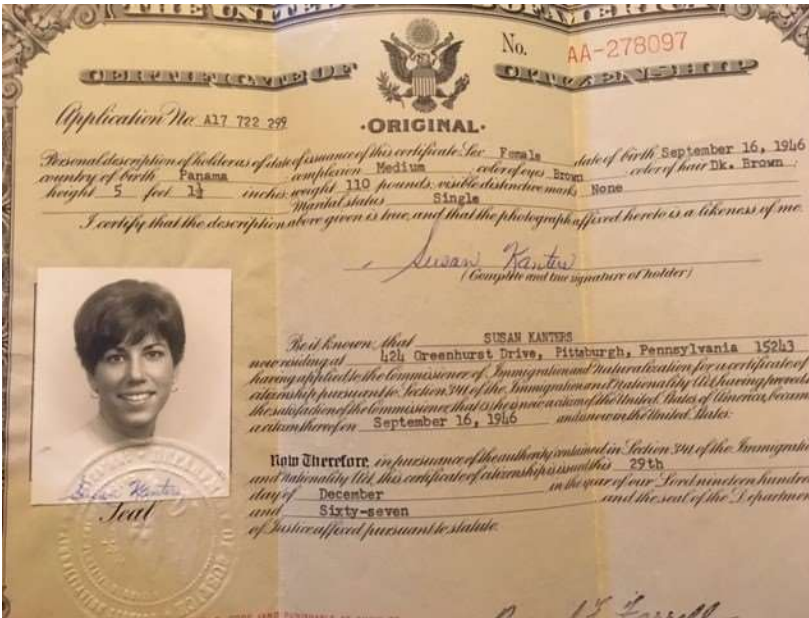 THE UNITED STATES OF AMERICA
No. AA-278097
CERTIFICATE OF CITIZENSHIP
Application No. A17 722 299
·ORIGINAL·
Personal description of holder as of date of issuance of this certificate: Sex Female date of birth September 16, 1946
country of birth Panama complexion Medium color of eyes Brown color of hair Dk. Brown
height 5 feet 1½ inches; weight 110 pounds; visible distinctive marks None
Marital status Single
I certify that the description above given is true, and that the photograph affixed hereto is a likeness of me.
Susan Kanters
(Complete and true signature of holder)
Be it known, that SUSAN KANTERS
now residing at 424 Greenhurst Drive, Pittsburgh, Pennsylvania 15243
having applied to the Commissioner of Immigration and Naturalization for a certificate of
citizenship pursuant to Section 341 of the Immigration and Nationality Act, having proved
the satisfaction of the commissioner, that is he is now a citizen of the United States of America, became
a citizen thereof on September 16, 1946 and is now in the United States:
Now Therefore, in pursuance of the authority contained in Section 341 of the Immigration
and Nationality Act, this certificate of citizenship is issued this 29th
day of December in the year of our Lord nineteen hundred
and Sixty-seven and the seal of the Department
of Justice affixed pursuant to statute.
Susan Kanters
Seal